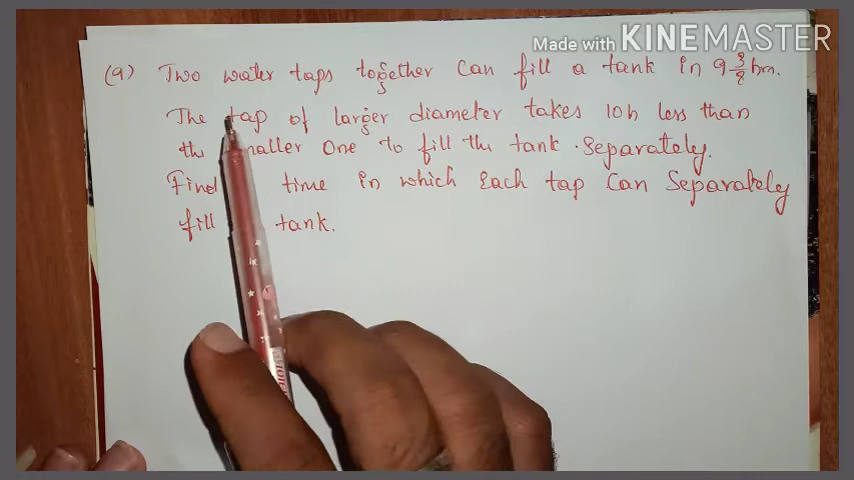 Made with KINEMASTER
(a) Two water taps together can fill a tank in 9 3/8 hrs.
The tap of larger diameter takes 10h less than
the one to fill the tank . Separately.
Find time in which each tap can Separately
fill tank.